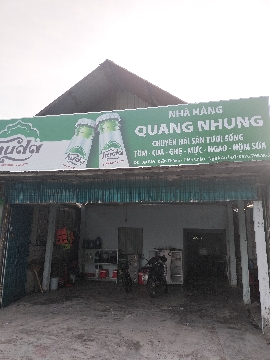 NHÀ HÀNG
QUANG NHUNG
CHUYÊN HẢI SẢN TƯƠI SỐNG
TÔM - CUA - GHẸ - MỰC - NGAO - NỘM SỨA
Huda